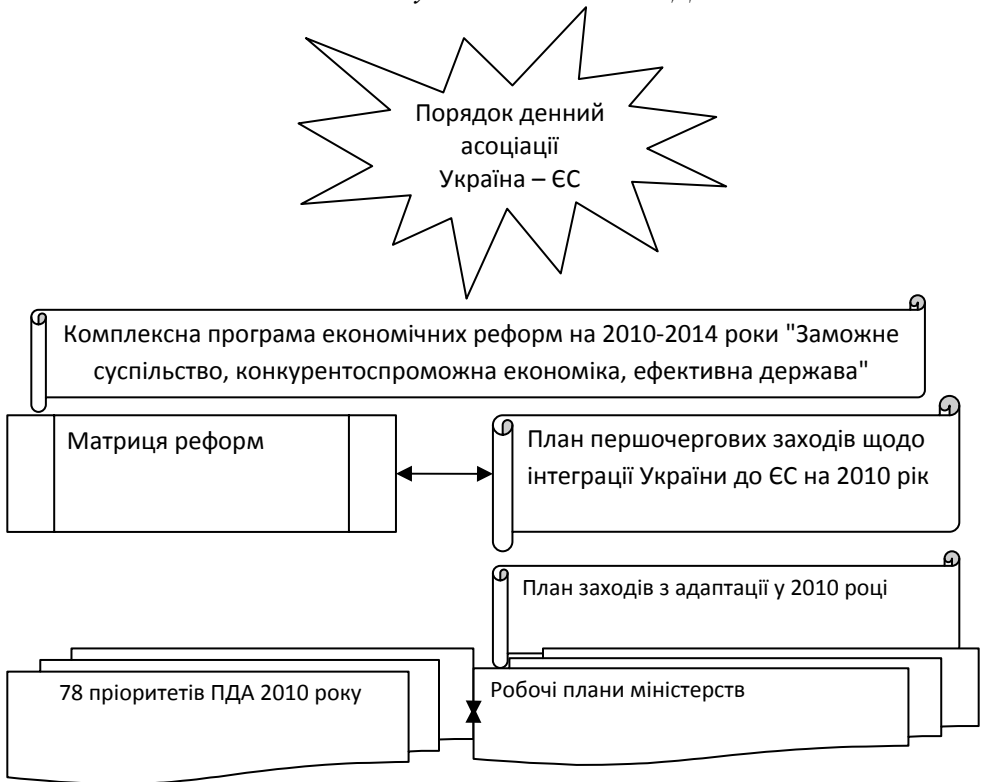 Порядок денний
асоціації
Україна – ЄС
Комплексна програма економічних реформ на 2010-2014 роки "Заможне
суспільство, конкурентоспроможна економіка, ефективна держава"
Матриця реформ
План першочергових заходів щодо
інтеграції України до ЄС на 2010 рік
План заходів з адаптації у 2010 році
78 пріоритетів ПДА 2010 року
Робочі плани міністерств